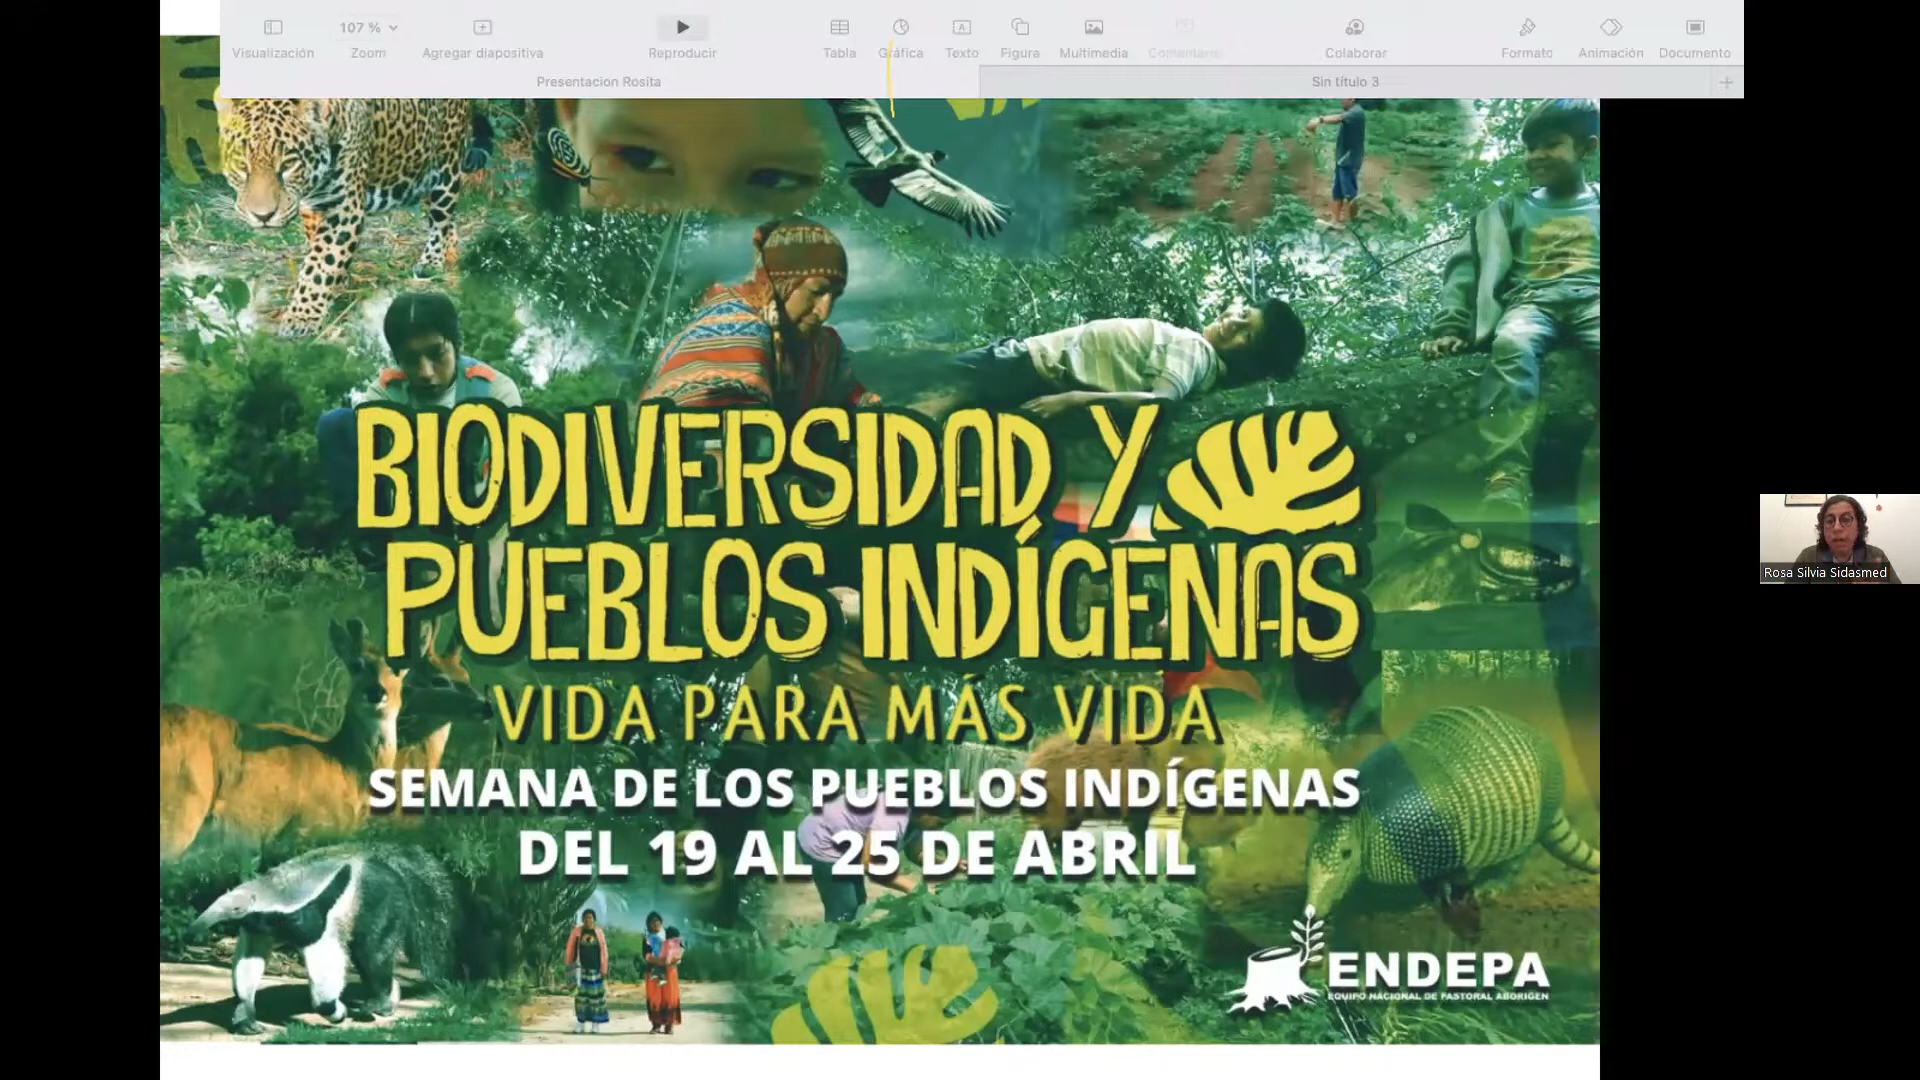 107 %
Visualización Zoom Agregar diapositiva Reproducir Tabla Gráfica Texto Figura Multimedia Comentario Colaborar Formato Animación Documento
Presentacion Rosita Sin título 3
BIODIVERSIDAD Y
PUEBLOS INDÍGENAS
VIDA PARA MÁS VIDA
SEMANA DE LOS PUEBLOS INDÍGENAS
DEL 19 AL 25 DE ABRIL
ENDEPA
EQUIPO NACIONAL DE PASTORAL ABORIGEN
Rosa Silvia Sidasmed